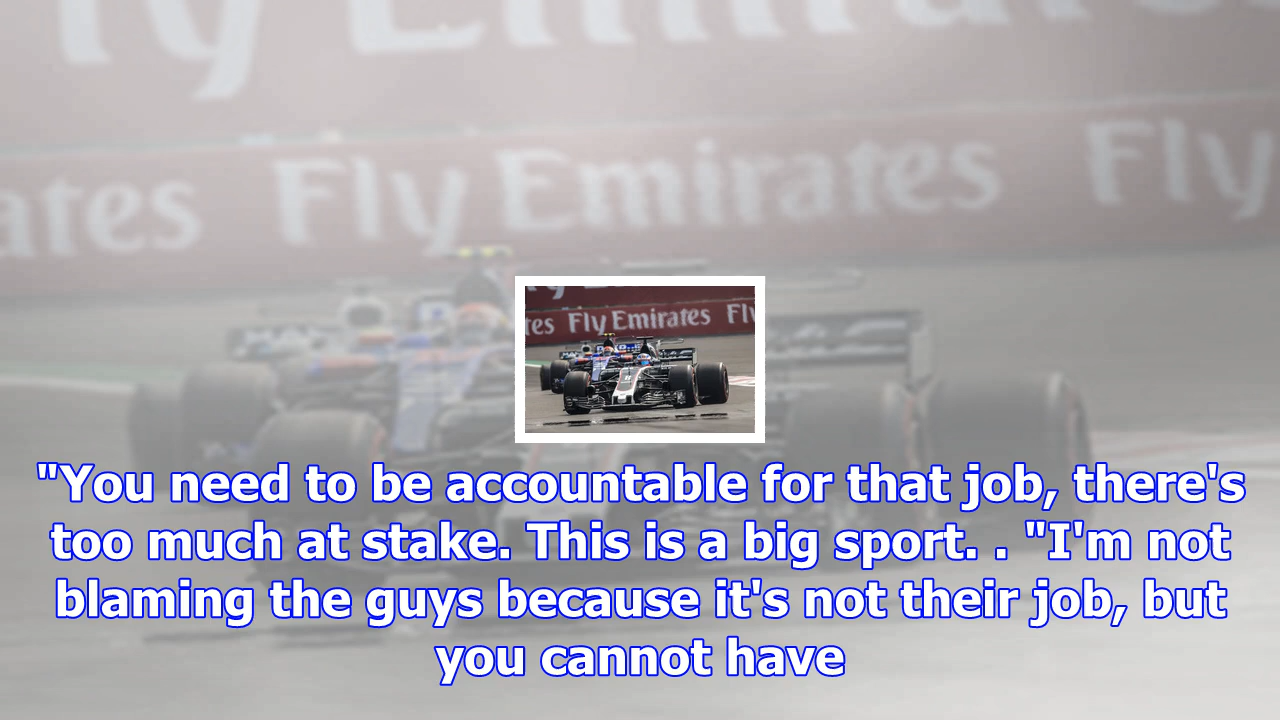 ly Emirates
ates Fly Emirates Fly
tes Fly Emirates Fly
"You need to be accountable for that job, there's
too much at stake. This is a big sport. . "I'm not
blaming the guys because it's not their job, but
you cannot have